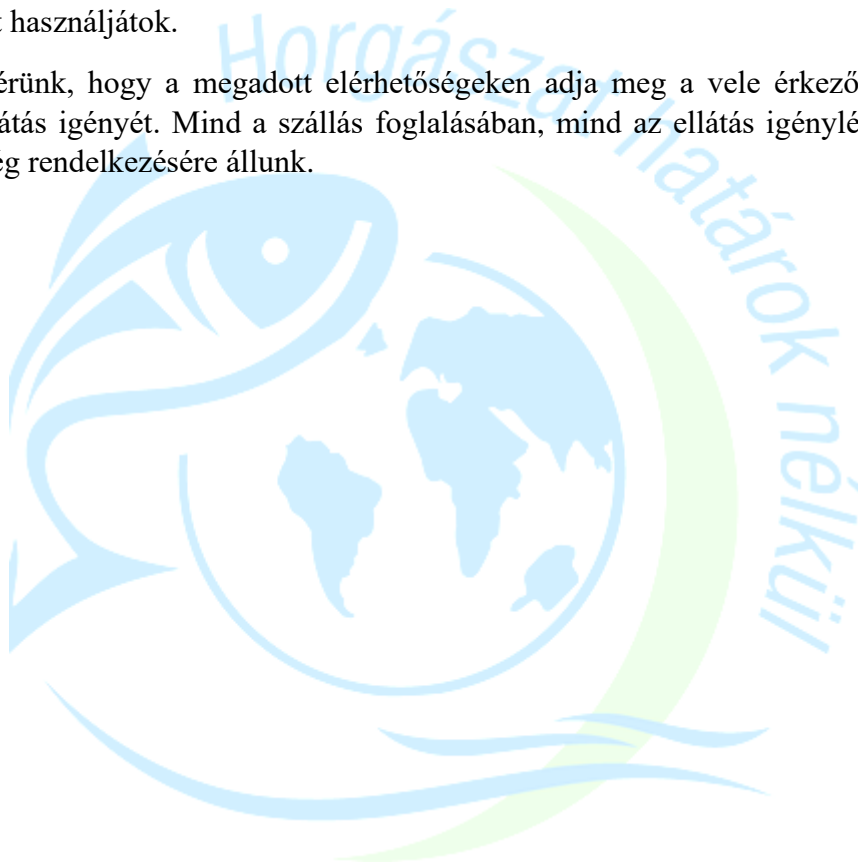 t használjátok.
érünk, hogy a megadott elérhetőségeken adja meg a vele érkező
látás igényét. Mind a szállás foglalásában, mind az ellátás igénylé
ég rendelkezésére állunk.
Horgászat határok nélkül